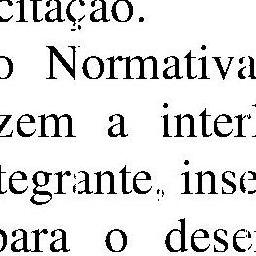 citação.
o Normativa
zem a inter
tegrante, inse
para o dese